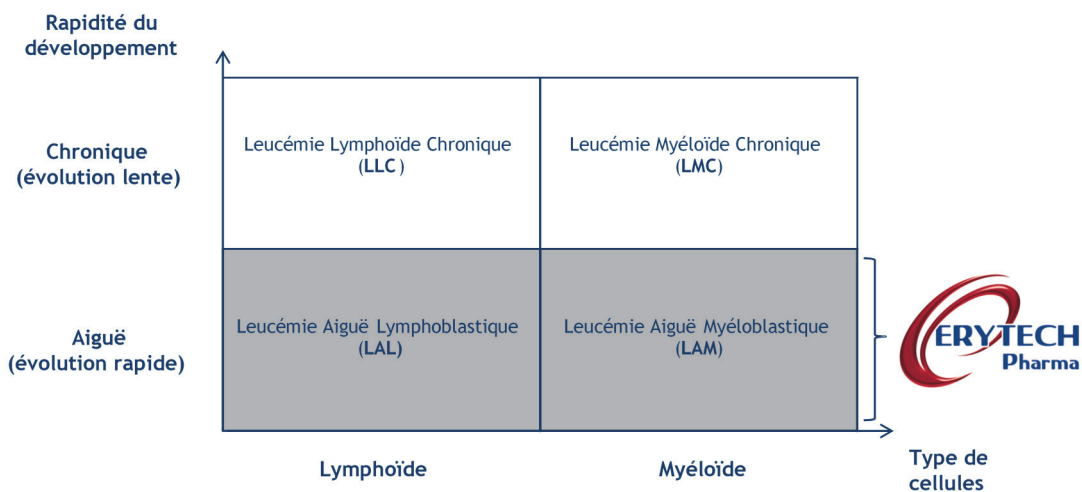 Rapidité du
développement
Chronique
(évolution lente)
Leucémie Lymphoïde Chronique
(LLC )
Leucémie Myéloïde Chronique
(LMC)
Aiguë
(évolution rapide)
Leucémie Aiguë Lymphoblastique
(LAL)
Leucémie Aiguë Myéloblastique
(LAM)
ERYTECH
Pharma
Lymphoïde
Myéloïde
Type de
cellules